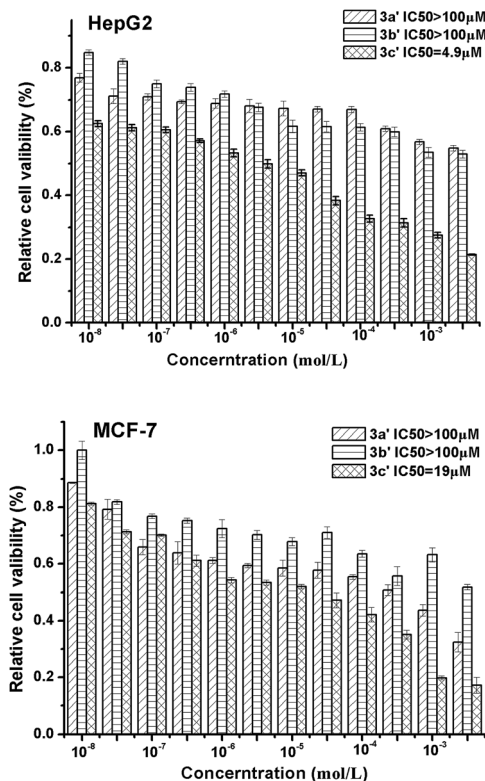 HepG2
3a' IC50>100μM
3b' IC50>100μM
3c' IC50=4.9μM
Relative cell valibility (%)
0.8
0.6
0.4
0.2
0.0
10⁻⁸ 10⁻⁷ 10⁻⁶ 10⁻⁵ 10⁻⁴ 10⁻³
Concerntration (mol/L)
MCF-7
3a' IC50>100μM
3b' IC50>100μM
3c' IC50=19μM
Relative cell valibility (%)
1.0
0.8
0.6
0.4
0.2
0.0
10⁻⁸ 10⁻⁷ 10⁻⁶ 10⁻⁵ 10⁻⁴ 10⁻³
Concerntration (mol/L)